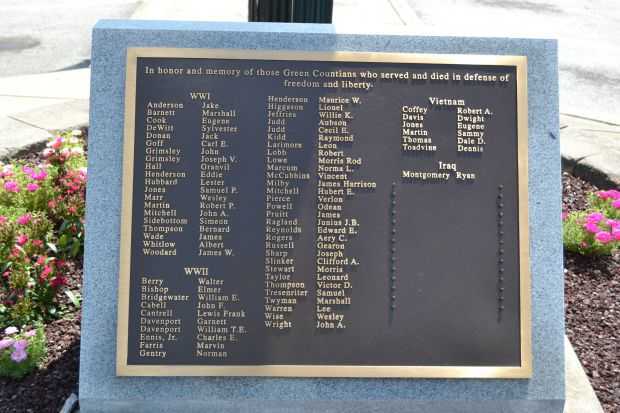 In honor and memory of those Green Countians who served and died in defense of
freedom and liberty.
WWI
Anderson Jake
Barnett Marshall
Cook Eugene
DeWitt Sylvester
Donan Jack
Goff Carl E.
Grimsley John
Grimsley Joseph V.
Hall Granvil
Henderson Eddie
Hubbard Lester
Jones Samuel P.
Marr Wesley
Martin Robert P.
Mitchell John A.
Sidebottom Simeon
Thompson Bernard
Wade James
Whitlow Albert
Woodard James W.
WWII
Berry Walter
Bishop Elmer
Bridgewater William E.
Cabell John F.
Cantrell Lewis Frank
Davenport Garnett
Davenport William T.E.
Ennis, Jr. Charles E.
Farris Marvin
Gentry Norman
Henderson Maurice W.
Higgason Lionel
Jeffries Willie K.
Judd Aubson
Judd Cecil E.
Kidd Raymond
Larimore Leon
Lobb Robert
Lowe Morris Rod
Marcum Norma L.
McCubbins Vincent
Milby James Harrison
Mitchell Hubert E.
Pierce Verlon
Powell Odean
Pruitt James
Ragland Junius J.B.
Reynolds Edward E.
Rogers Aery C.
Russell Gearon
Sharp Joseph
Slinker Clifford A.
Stewart Morris
Taylor Leonard
Thompson Victor D.
Tresenriter Samuel
Twyman Marshall
Warren Lee
Wise Wesley
Wright John A.
Vietnam
Coffey Robert A.
Davis Dwight
Jones Eugene
Martin Sammy
Thomas Dale D.
Toadvine Dennis
Iraq
Montgomery Ryan